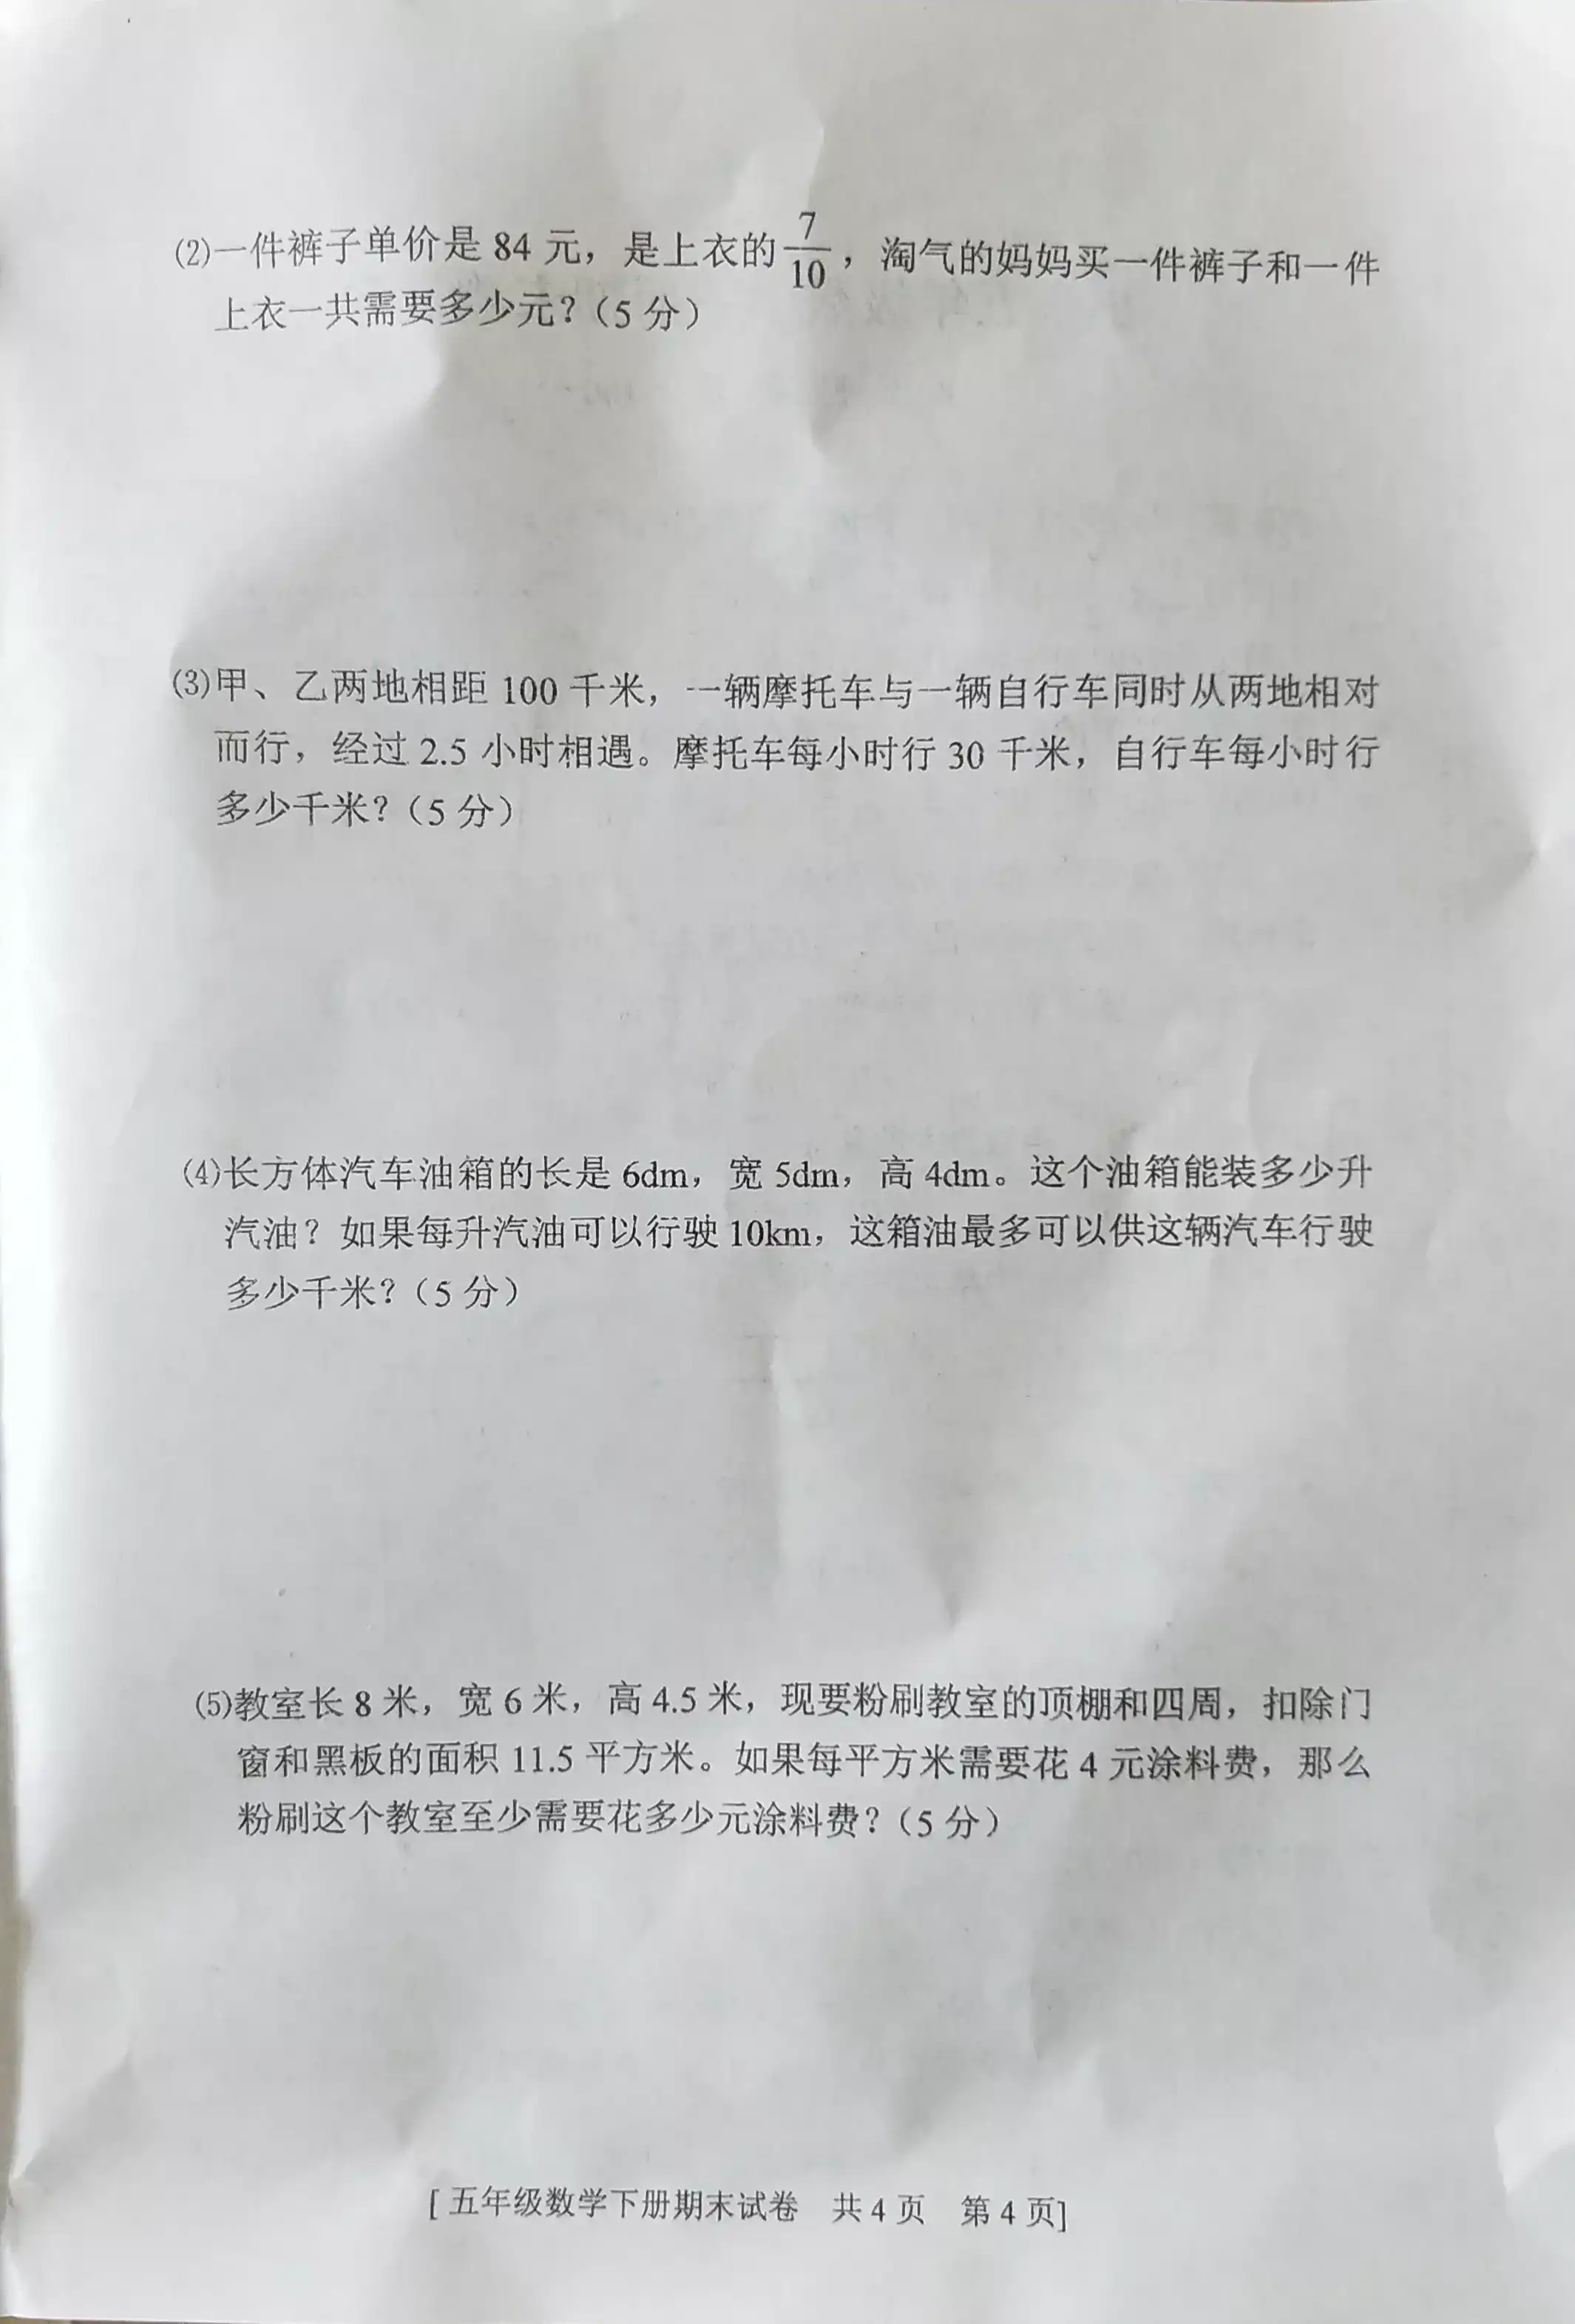 (2)一件裤子单价是 84 元，是上衣的7/10，淘气的妈妈买一件裤子和一件
上衣一共需要多少元？（5 分）
(3)甲、乙两地相距 100 千米，一辆摩托车与一辆自行车同时从两地相对
而行，经过 2.5 小时相遇。摩托车每小时行 30 千米，自行车每小时行
多少千米？（5 分）
(4)长方体汽车油箱的长是 6dm，宽 5dm，高 4dm。这个油箱能装多少升
汽油？如果每升汽油可以行驶 10km，这箱油最多可以供这辆汽车行驶
多少千米？（5 分）
(5)教室长 8 米，宽 6 米，高 4.5 米，现要粉刷教室的顶棚和四周，扣除门
窗和黑板的面积 11.5 平方米。如果每平方米需要花 4 元涂料费，那么
粉刷这个教室至少需要花多少元涂料费？（5 分）
[ 五年级数学下册期末试卷 共 4 页 第 4 页]